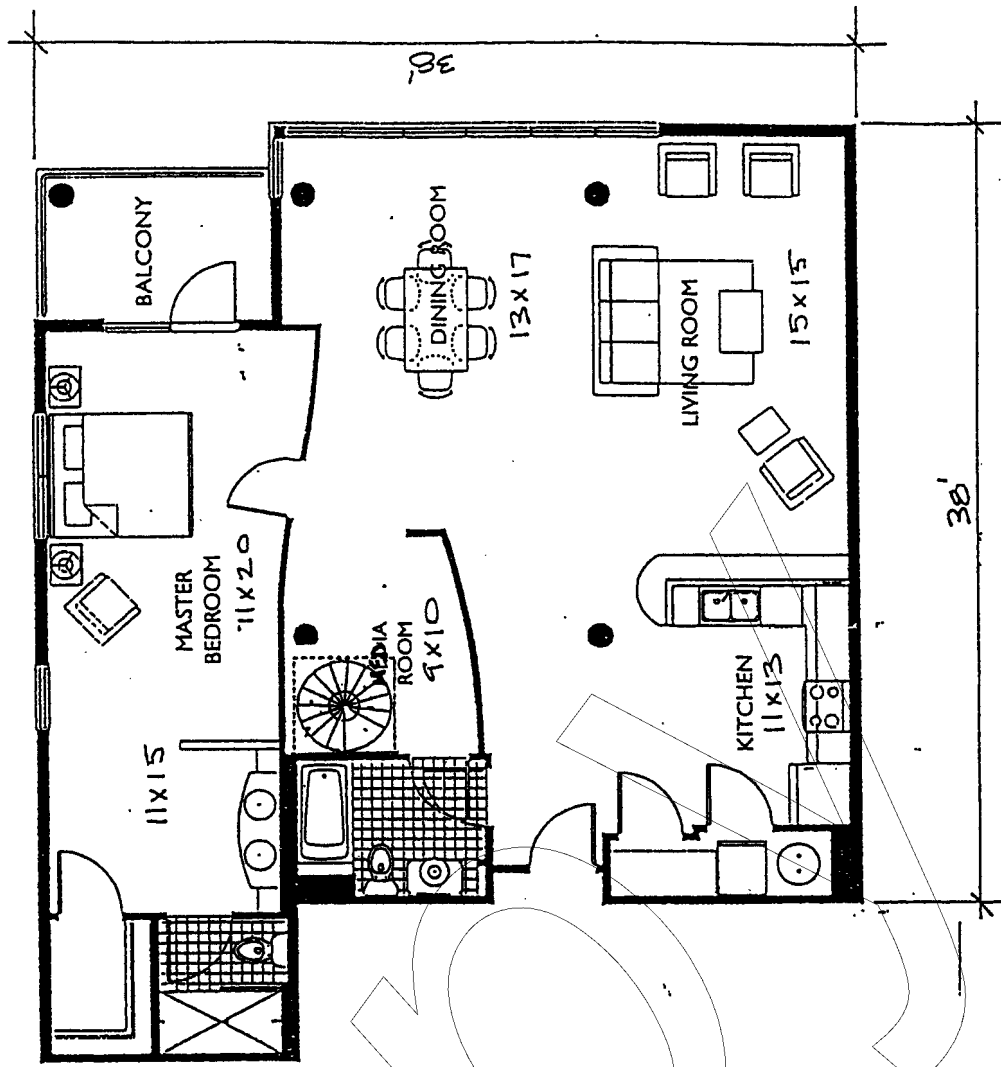 38'
BALCONY
DINING ROOM
13X17
LIVING ROOM
15X15
MASTER
BEDROOM
11X20
MEDIA
ROOM
9X10
KITCHEN
11X13
11X15
38'